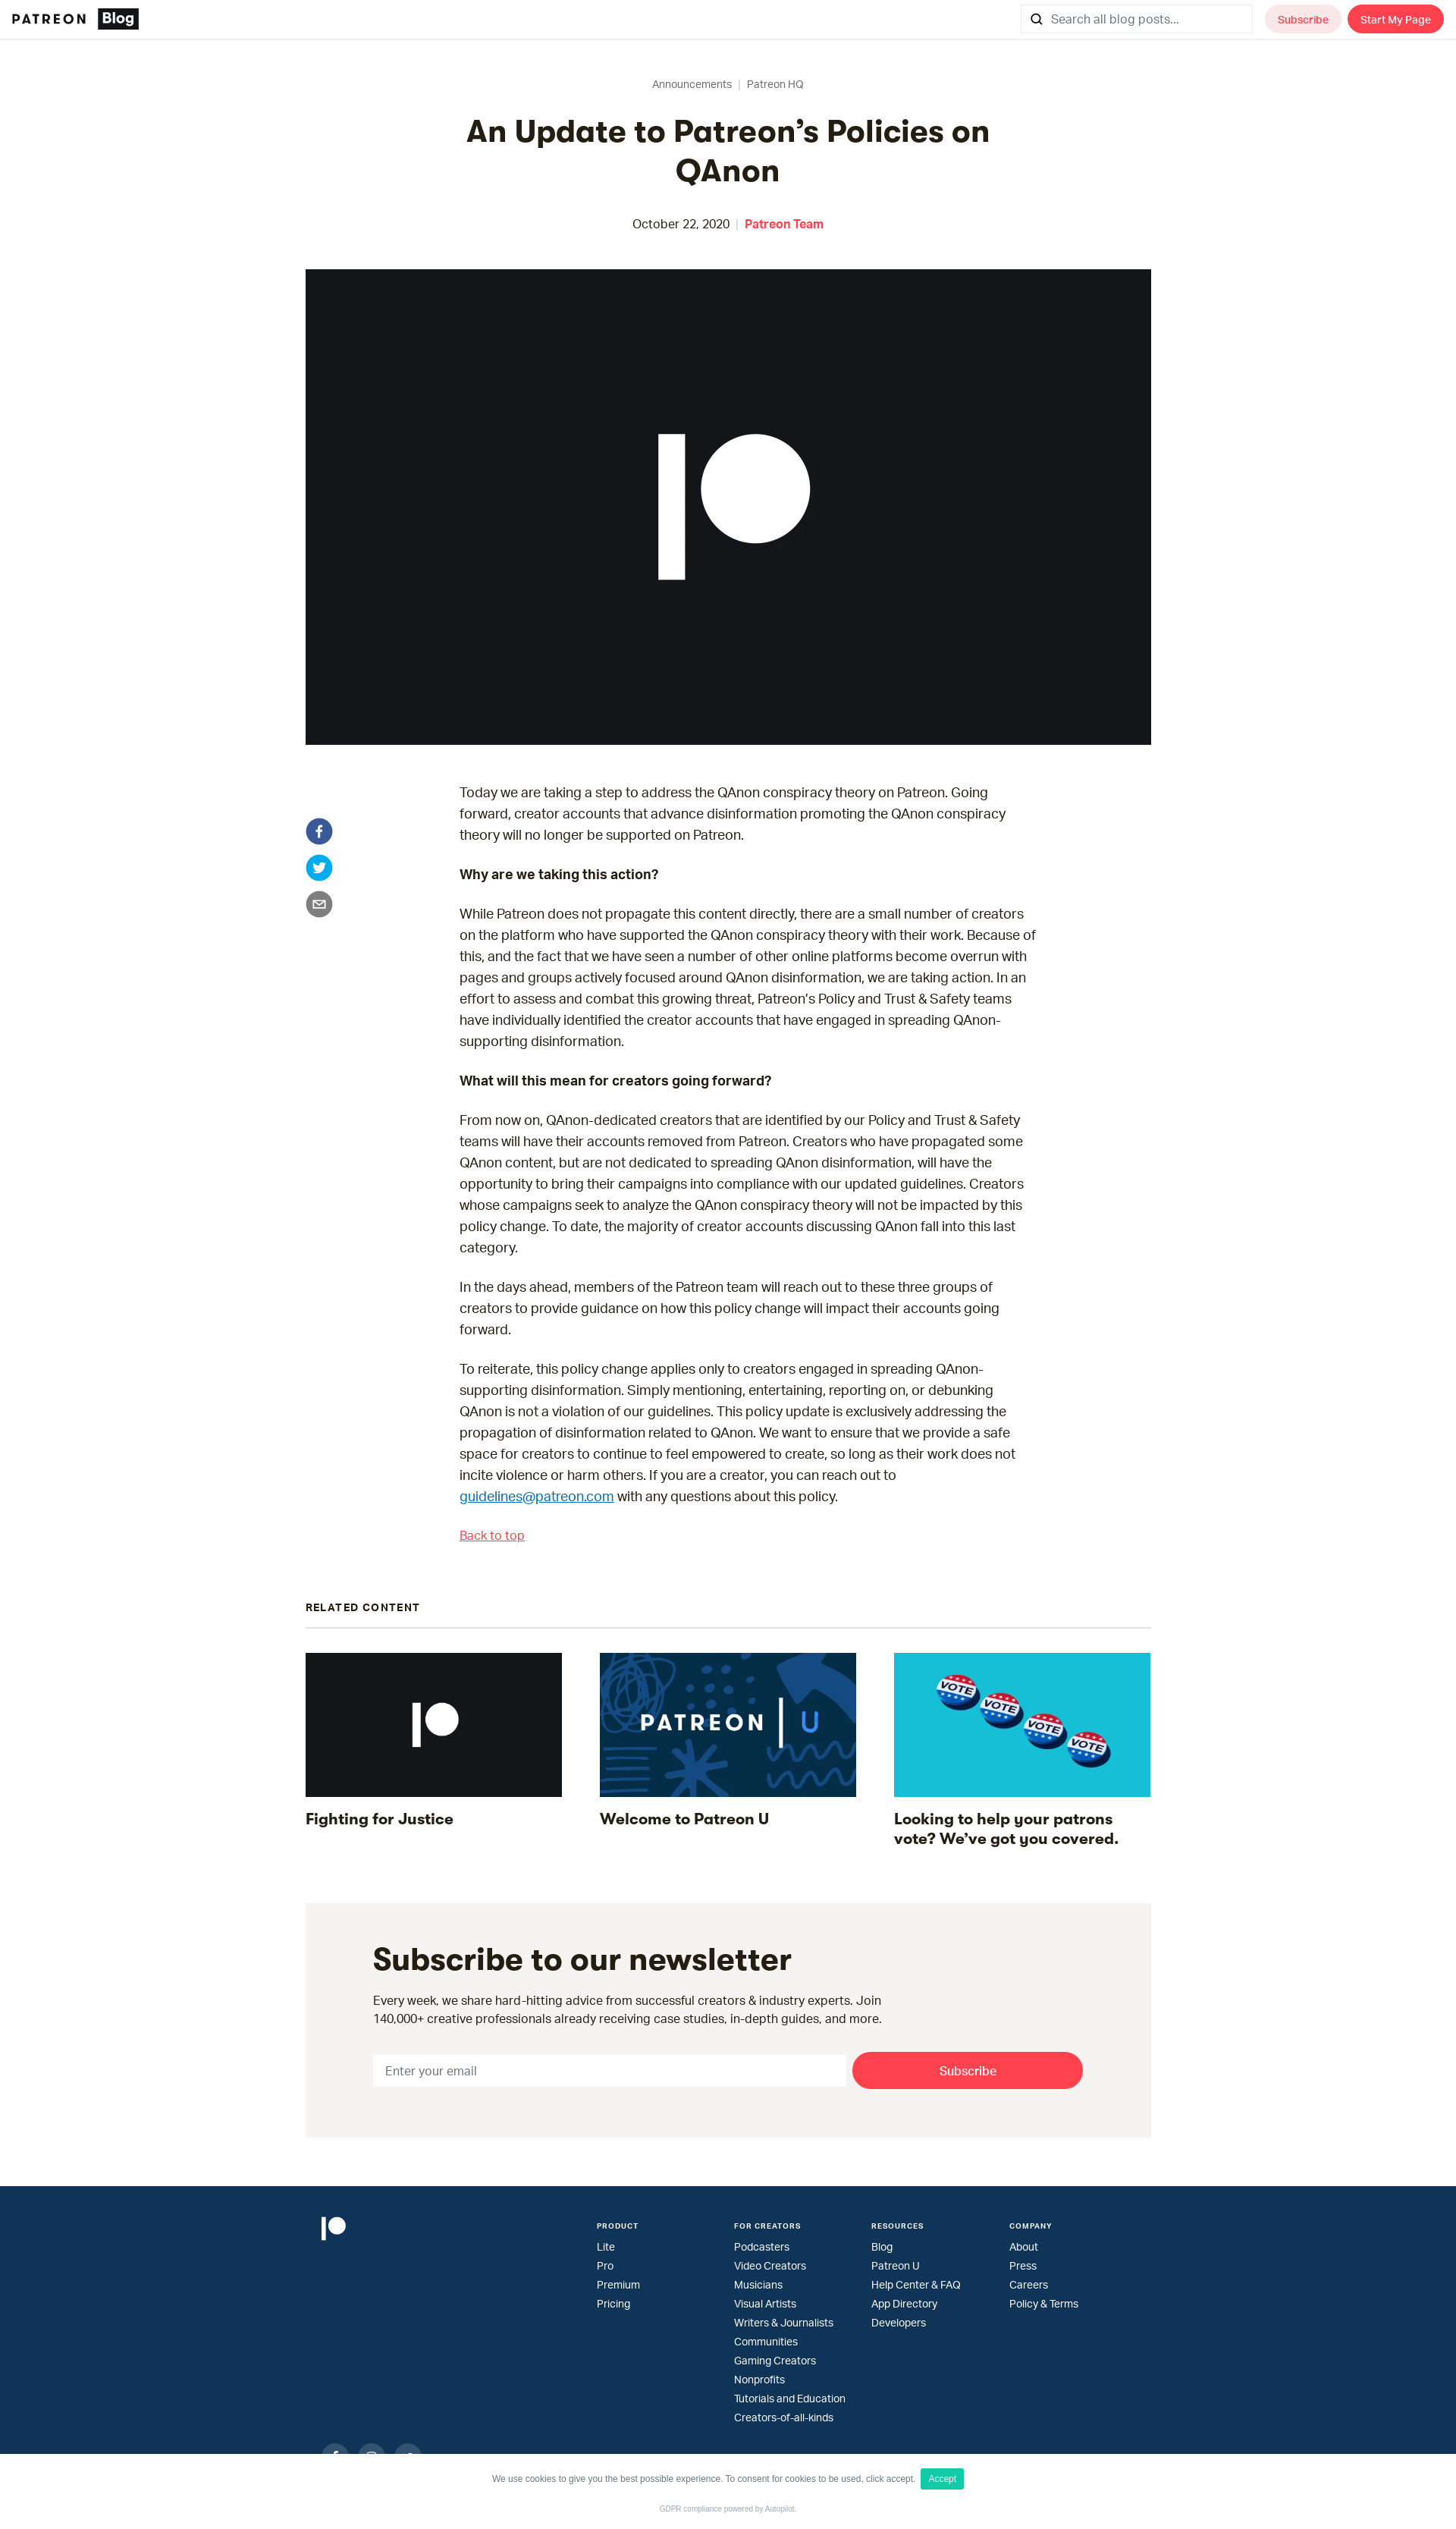 PATREON Blog
Search all blog posts...
Subscribe
Start My Page
Announcements | Patreon HQ
An Update to Patreon’s Policies on
QAnon
October 22, 2020 | Patreon Team
Today we are taking a step to address the QAnon conspiracy theory on Patreon. Going
forward, creator accounts that advance disinformation promoting the QAnon conspiracy
theory will no longer be supported on Patreon.
Why are we taking this action?
While Patreon does not propagate this content directly, there are a small number of creators
on the platform who have supported the QAnon conspiracy theory with their work. Because of
this, and the fact that we have seen a number of other online platforms become overrun with
pages and groups actively focused around QAnon disinformation, we are taking action. In an
effort to assess and combat this growing threat, Patreon’s Policy and Trust & Safety teams
have individually identified the creator accounts that have engaged in spreading QAnon-
supporting disinformation.
What will this mean for creators going forward?
From now on, QAnon-dedicated creators that are identified by our Policy and Trust & Safety
teams will have their accounts removed from Patreon. Creators who have propagated some
QAnon content, but are not dedicated to spreading QAnon disinformation, will have the
opportunity to bring their campaigns into compliance with our updated guidelines. Creators
whose campaigns seek to analyze the QAnon conspiracy theory will not be impacted by this
policy change. To date, the majority of creator accounts discussing QAnon fall into this last
category.
In the days ahead, members of the Patreon team will reach out to these three groups of
creators to provide guidance on how this policy change will impact their accounts going
forward.
To reiterate, this policy change applies only to creators engaged in spreading QAnon-
supporting disinformation. Simply mentioning, entertaining, reporting on, or debunking
QAnon is not a violation of our guidelines. This policy update is exclusively addressing the
propagation of disinformation related to QAnon. We want to ensure that we provide a safe
space for creators to continue to feel empowered to create, so long as their work does not
incite violence or harm others. If you are a creator, you can reach out to
guidelines@patreon.com with any questions about this policy.
Back to top
RELATED CONTENT
PATREON | U
VOTE
VOTE
VOTE
VOTE
Fighting for Justice
Welcome to Patreon U
Looking to help your patrons
vote? We’ve got you covered.
Subscribe to our newsletter
Every week, we share hard-hitting advice from successful creators & industry experts. Join
140,000+ creative professionals already receiving case studies, in-depth guides, and more.
Enter your email
Subscribe
PRODUCT
Lite
Pro
Premium
Pricing
FOR CREATORS
Podcasters
Video Creators
Musicians
Visual Artists
Writers & Journalists
Communities
Gaming Creators
Nonprofits
Tutorials and Education
Creators-of-all-kinds
RESOURCES
Blog
Patreon U
Help Center & FAQ
App Directory
Developers
COMPANY
About
Press
Careers
Policy & Terms
We use cookies to give you the best possible experience. To consent for cookies to be used, click accept. Accept
GDPR compliance powered by Autopilot.